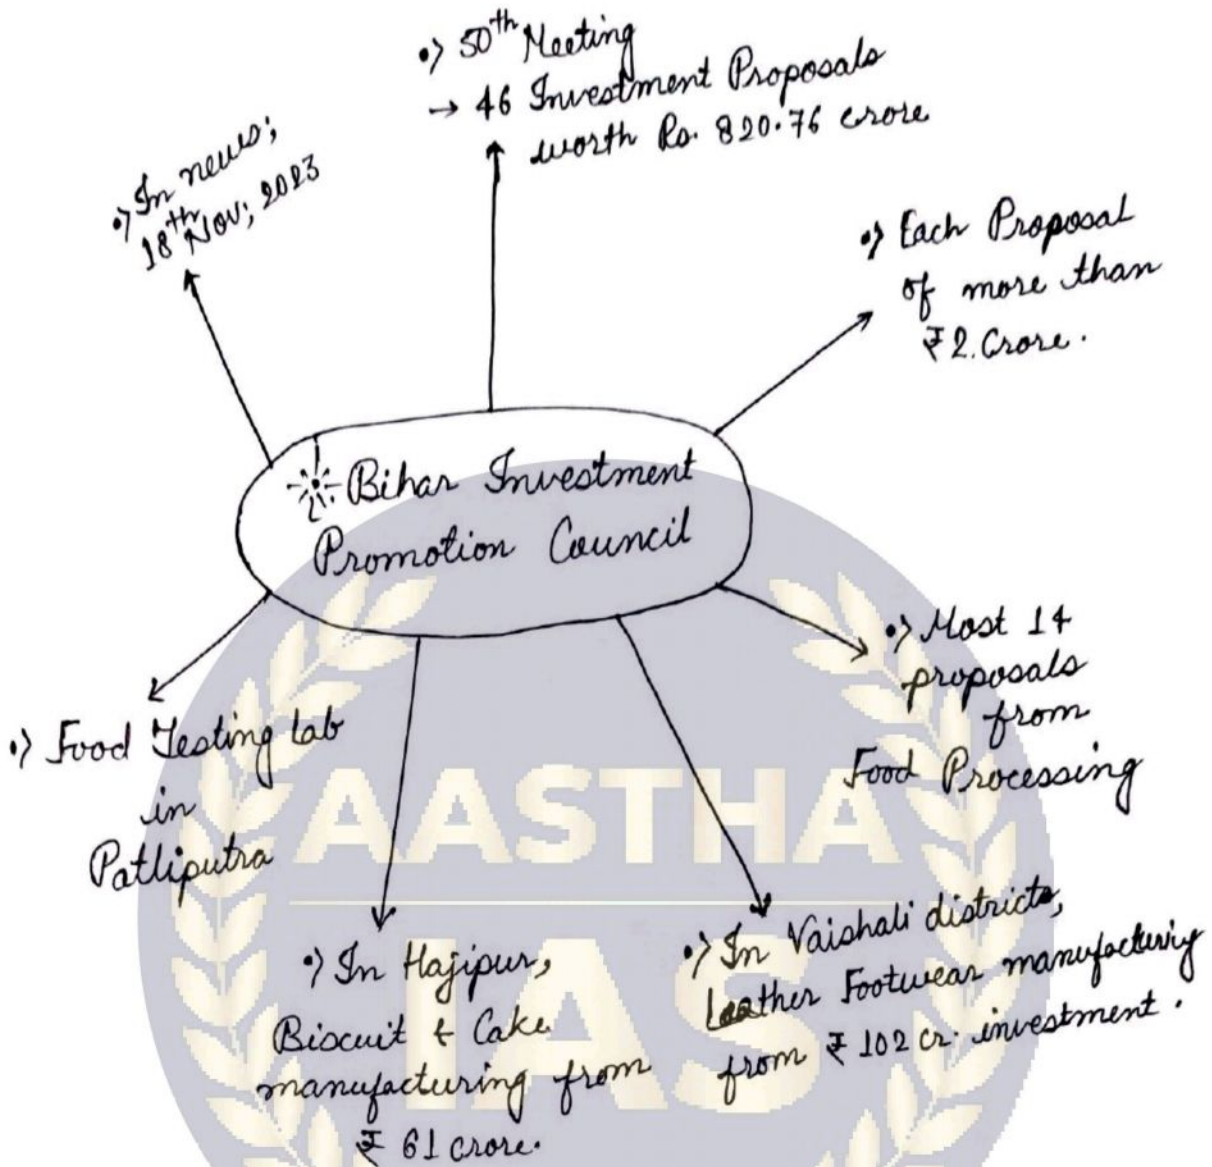 •) 50th Meeting
→ 46 Investment Proposals
worth Rs. 820.76 crore
•) In news;
18th Nov; 2023
•) Each Proposal
of more than
₹2. Crore.
Bihar Investment
Promotion Council
•) Most 14
proposals
from
Food Processing
•) Food Testing Lab
in
Patliputra
•) In Hajipur,
Biscuit & Cake
manufacturing from
₹ 61 crore.
•) In Vaishali districts,
Leather Footwear manufacturing
from ₹ 102 cr. investment.
AASTHA
IAS